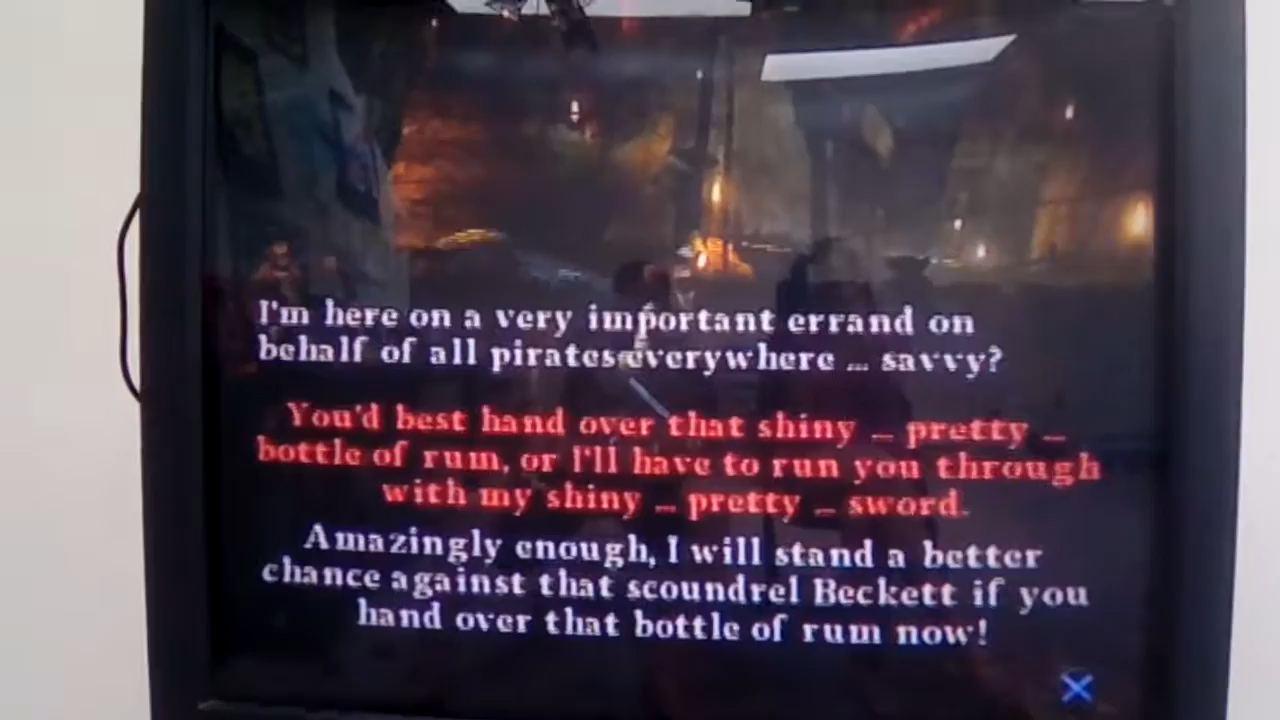 I'm here on a very important errand on
behalf of all pirates everywhere ... savvy?
You'd best hand over that shiny ... pretty ...
bottle of rum, or I'll have to run you through
with my shiny ... pretty ... sword.
Amazingly enough, I will stand a better
chance against that scoundrel Beckett if you
hand over that bottle of rum now!